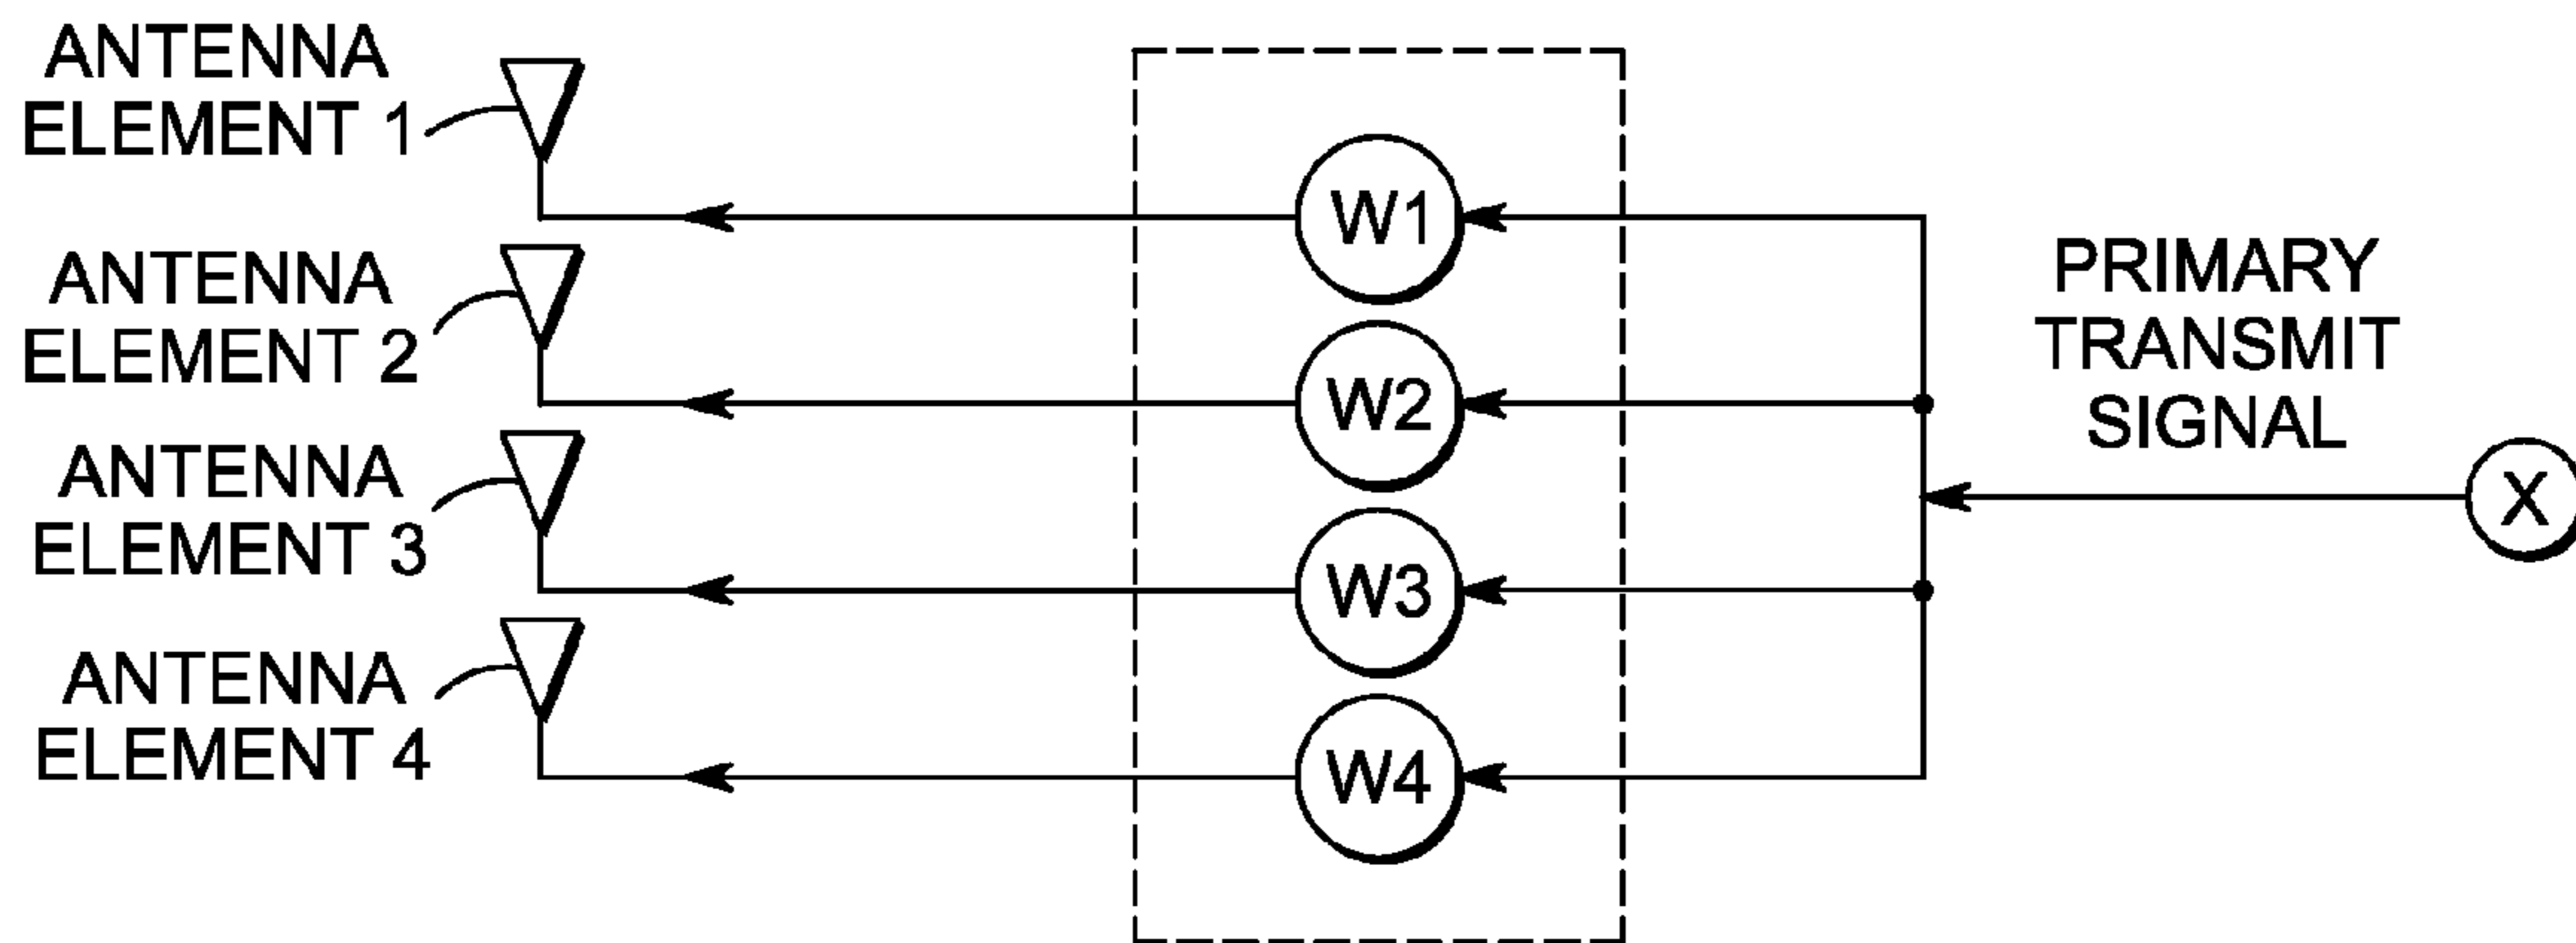 ANTENNA
ELEMENT 1
ANTENNA
ELEMENT 2
ANTENNA
ELEMENT 3
ANTENNA
ELEMENT 4
W1
W2
W3
W4
PRIMARY
TRANSMIT
SIGNAL
X